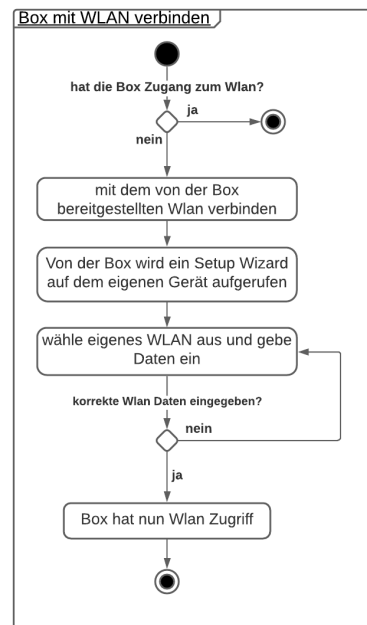 Box mit WLAN verbinden
hat die Box Zugang zum Wlan?
ja
nein
mit dem von der Box
bereitgestellten Wlan verbinden
Von der Box wird ein Setup Wizard
auf dem eigenen Gerät aufgerufen
wähle eigenes WLAN aus und gebe
Daten ein
korrekte Wlan Daten eingegeben?
nein
ja
Box hat nun Wlan Zugriff